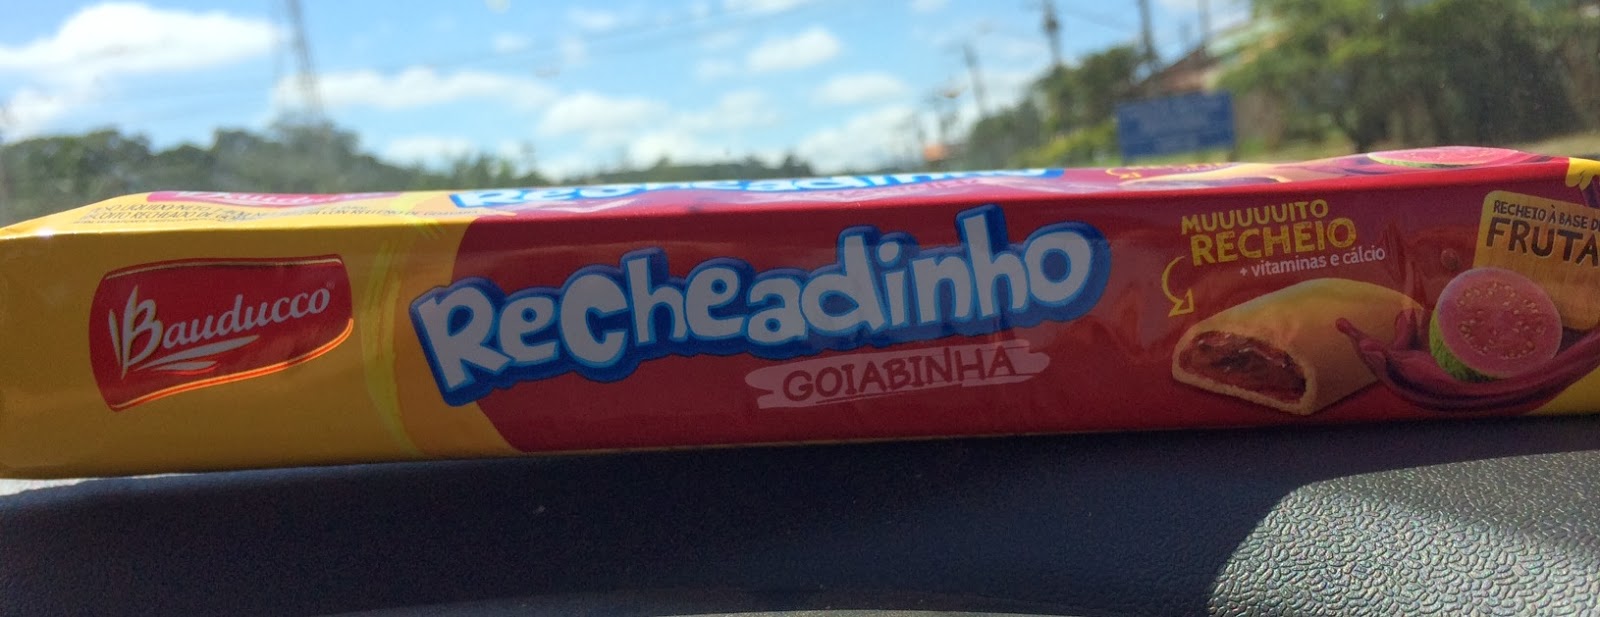 Bauducco
Recheadinho
GOIABINHA
MUUUUUITO
RECHEIO
+ vitaminas e cálcio
RECHEIO À BASE D
FRUTA